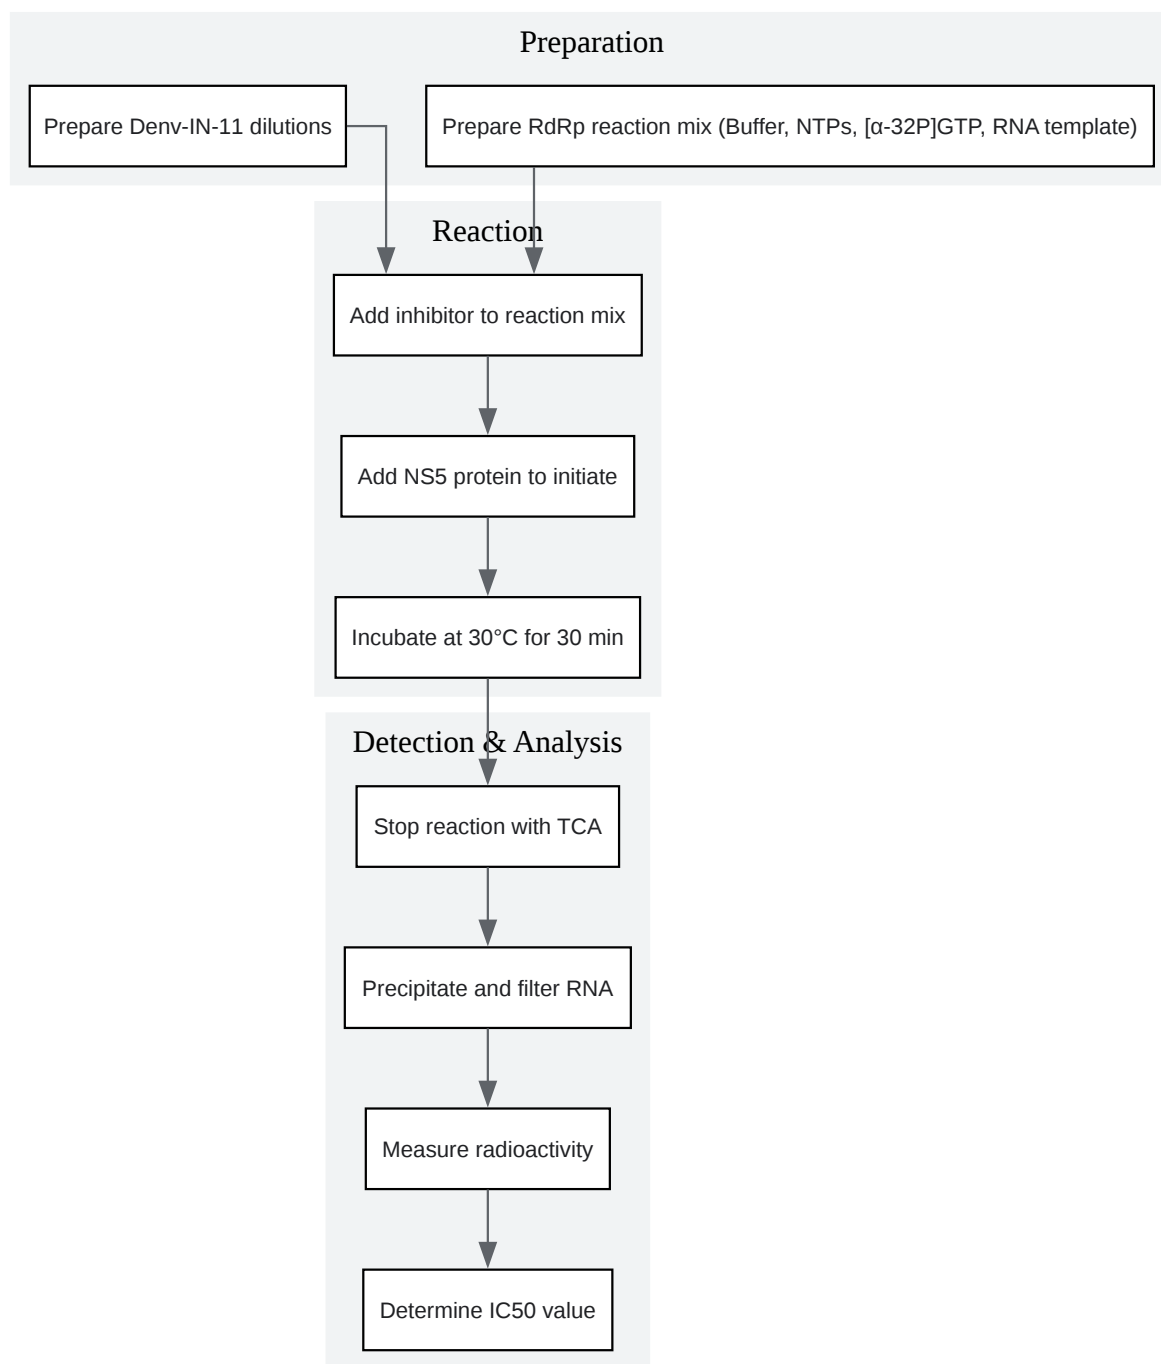 Preparation
Prepare Denv-IN-11 dilutions
Prepare RdRp reaction mix (Buffer, NTPs, [α-32P]GTP, RNA template)
Reaction
Add inhibitor to reaction mix
Add NS5 protein to initiate
Incubate at 30°C for 30 min
Detection & Analysis
Stop reaction with TCA
Precipitate and filter RNA
Measure radioactivity
Determine IC50 value